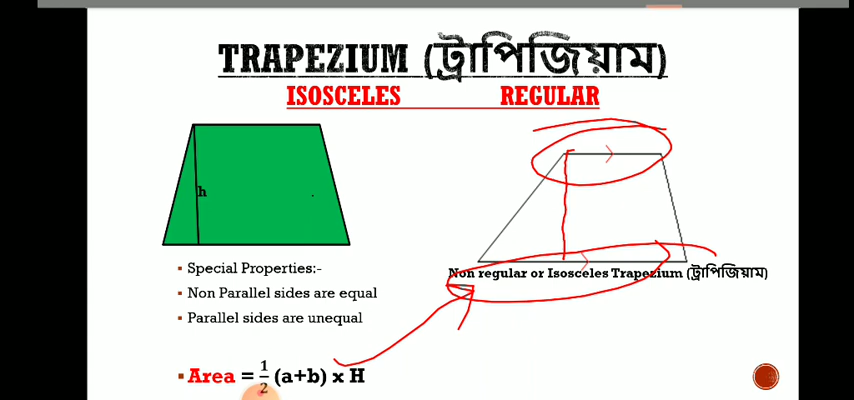 TRAPEZIUM (ট্রাপিজিয়াম)
ISOSCELES REGULAR
h
Non regular or Isosceles Trapezium (ট্রাপিজিয়াম)
Special Properties:-
Non Parallel sides are equal
Parallel sides are unequal
Area = 1/2 (a+b) x H